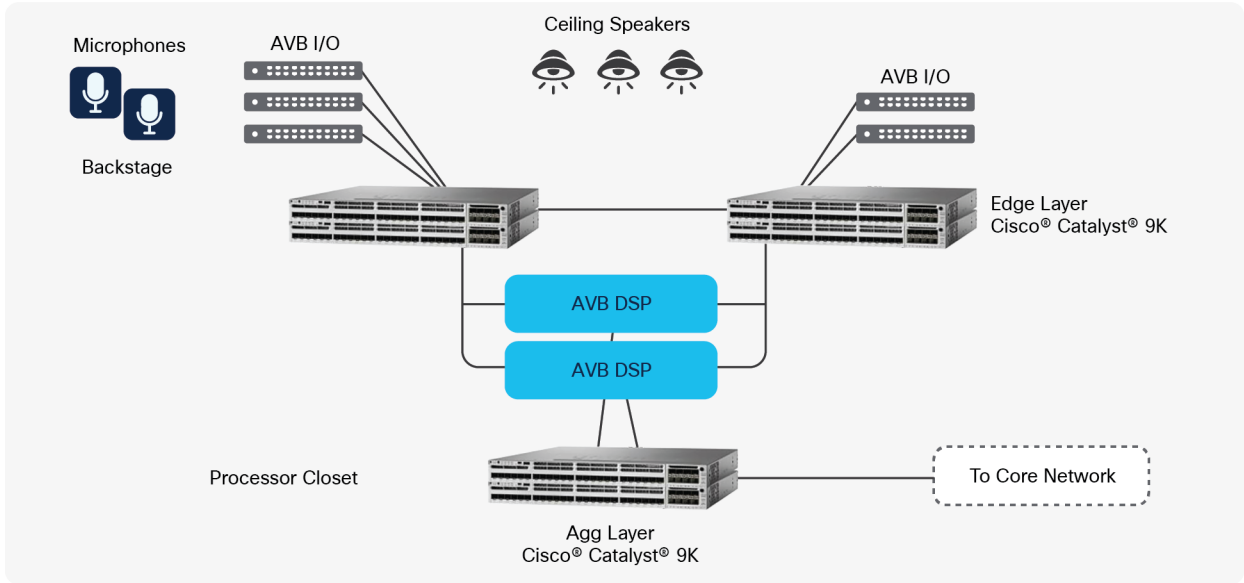 Ceiling Speakers
Microphones
AVB I/O
AVB I/O
Backstage
Edge Layer
Cisco® Catalyst® 9K
AVB DSP
AVB DSP
Processor Closet
To Core Network
Agg Layer
Cisco® Catalyst® 9K